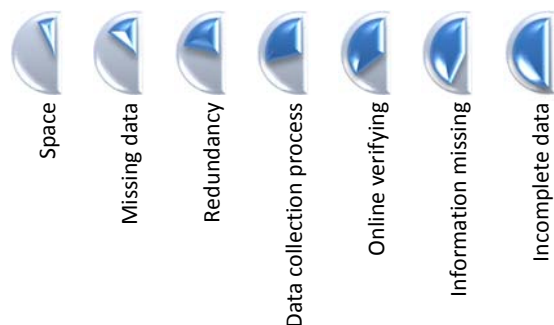 Space
Missing data
Redundancy
Data collection process
Online verifying
Information missing
Incomplete data